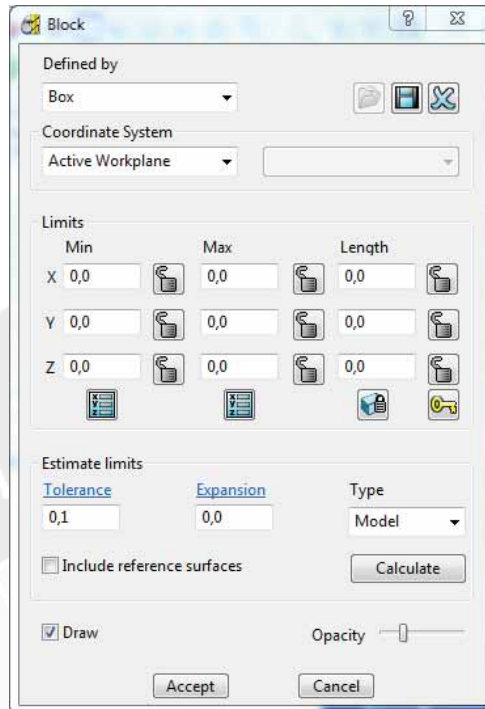 Block
Defined by
Box
Coordinate System
Active Workplane
Limits
Min Max Length
X 0,0 0,0 0,0
Y 0,0 0,0 0,0
Z 0,0 0,0 0,0
Estimate limits
Tolerance Expansion Type
0,1 0,0 Model
Include reference surfaces Calculate
Draw Opacity
Accept Cancel